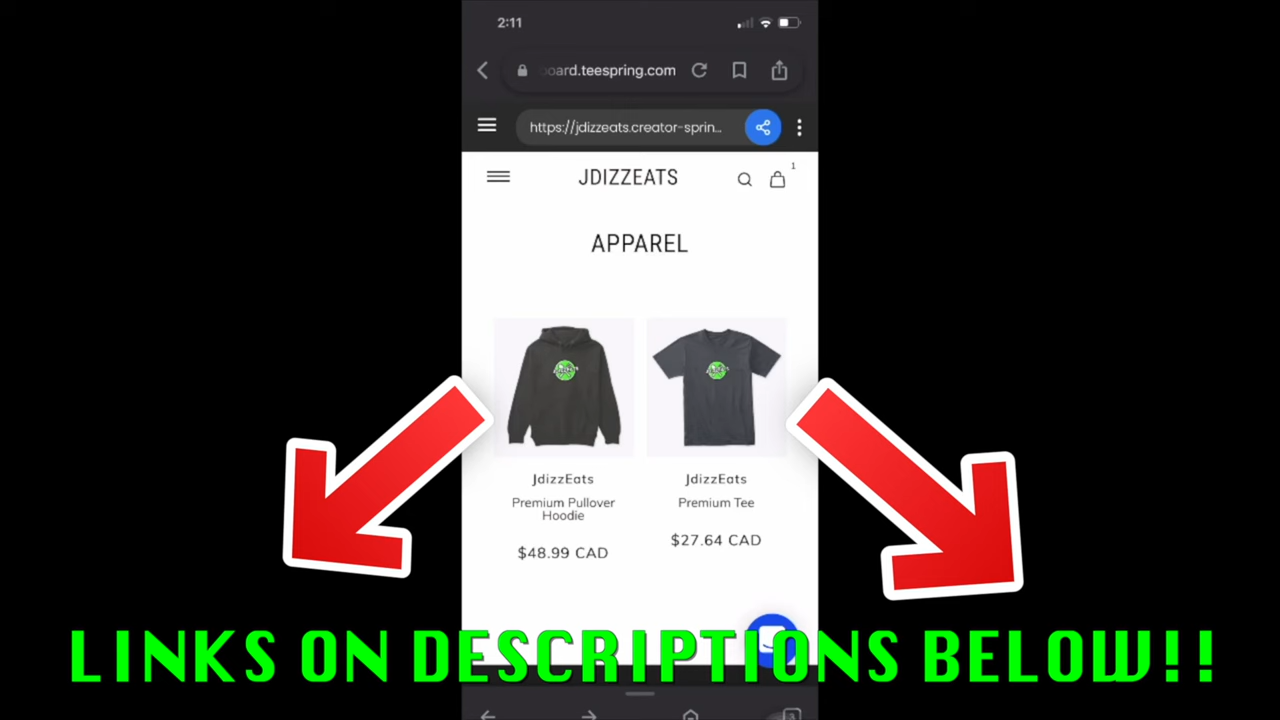 2:11
oard.teespring.com
https://jdizzeats.creator-sprin...
1
JDIZZEATS
APPAREL
JdizzEats
Premium Pullover
Hoodie
$48.99 CAD
JdizzEats
Premium Tee
$27.64 CAD
LINKS ON DESCRIPTIONS BELOW!!